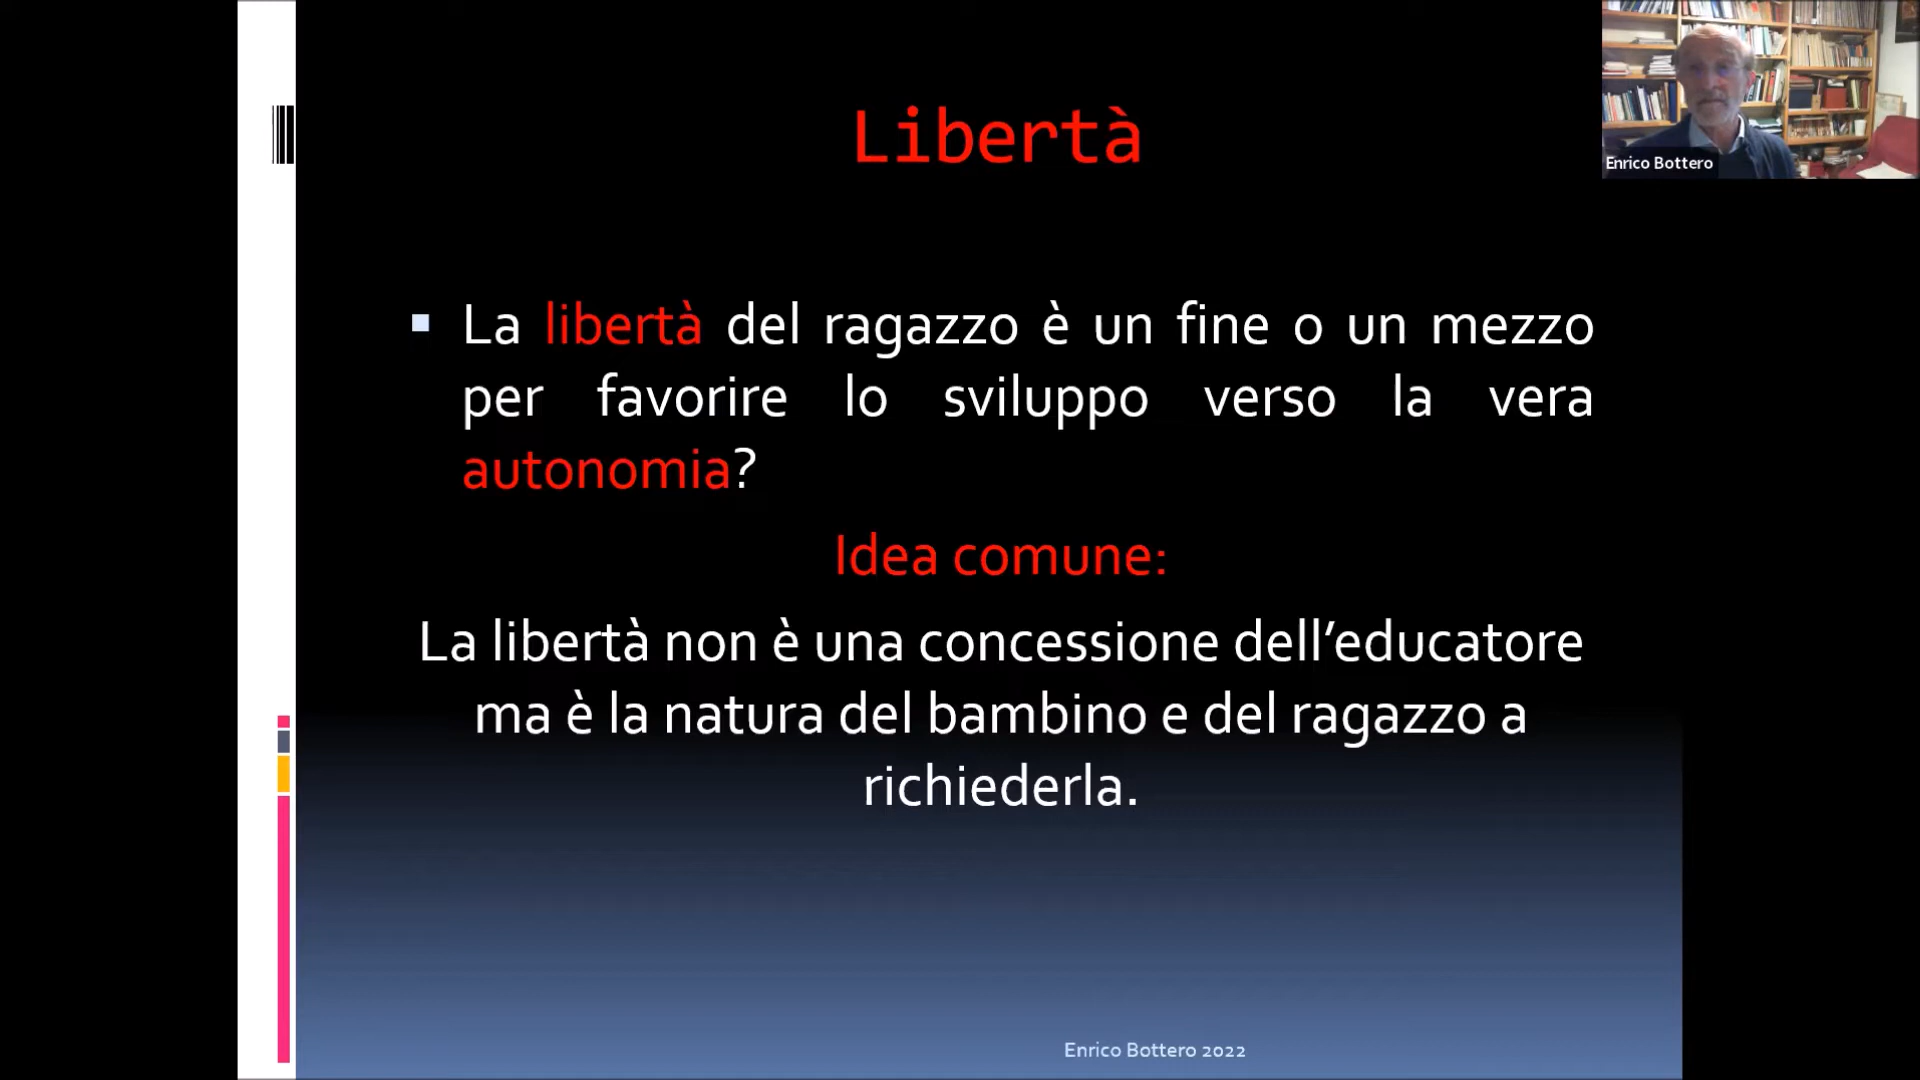 Libertà
Enrico Bottero
▪ La libertà del ragazzo è un fine o un mezzo
per favorire lo sviluppo verso la vera
autonomia?
Idea comune:
La libertà non è una concessione dell’educatore
ma è la natura del bambino e del ragazzo a
richiederla.
Enrico Bottero 2022